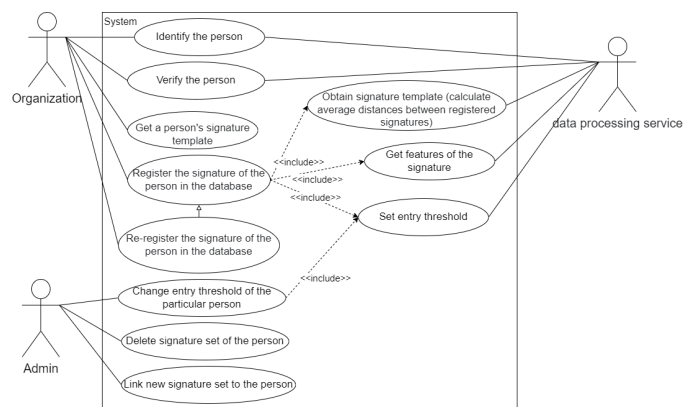 System
Identify the person
Verify the person
Organization
Obtain signature template (calculate
average distances between registered
signatures)
data processing service
Get a person's signature
template
<<include>>
Get features of the
signature
Register the signature of the
person in the database
<<include>>
<<include>>
Set entry threshold
Re-register the signature of the
person in the database
<<include>>
Change entry threshold of the
particular person
Delete signature set of the person
Admin
Link new signature set to the person